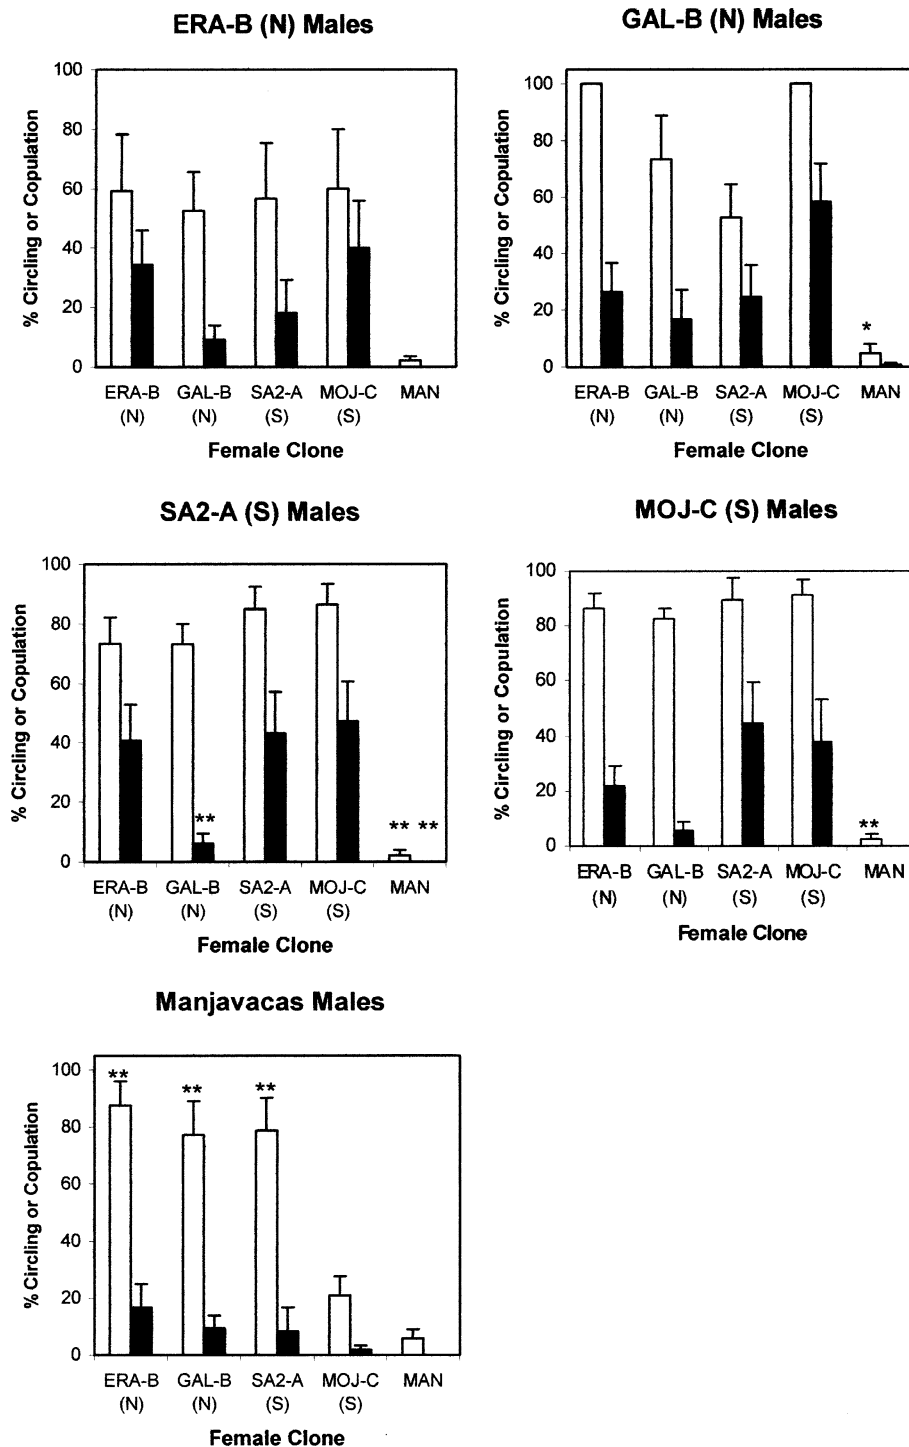 ERA-B (N) Males
% Circling or Copulation
100
80
60
40
20
0
ERA-B GAL-B SA2-A MOJ-C MAN
(N) (N) (S) (S)
Female Clone
GAL-B (N) Males
% Circling or Copulation
100
80
60
40
20
0
*
ERA-B GAL-B SA2-A MOJ-C MAN
(N) (N) (S) (S)
Female Clone
SA2-A (S) Males
% Circling or Copulation
100
80
60
40
20
0
** ** **
ERA-B GAL-B SA2-A MOJ-C MAN
(N) (N) (S) (S)
Female Clone
MOJ-C (S) Males
% Circling or Copulation
100
80
60
40
20
0
**
ERA-B GAL-B SA2-A MOJ-C MAN
(N) (N) (S) (S)
Female Clone
Manjavacas Males
% Circling or Copulation
100
80
60
40
20
0
** ** **
ERA-B GAL-B SA2-A MOJ-C MAN
(N) (N) (S) (S)
Female Clone